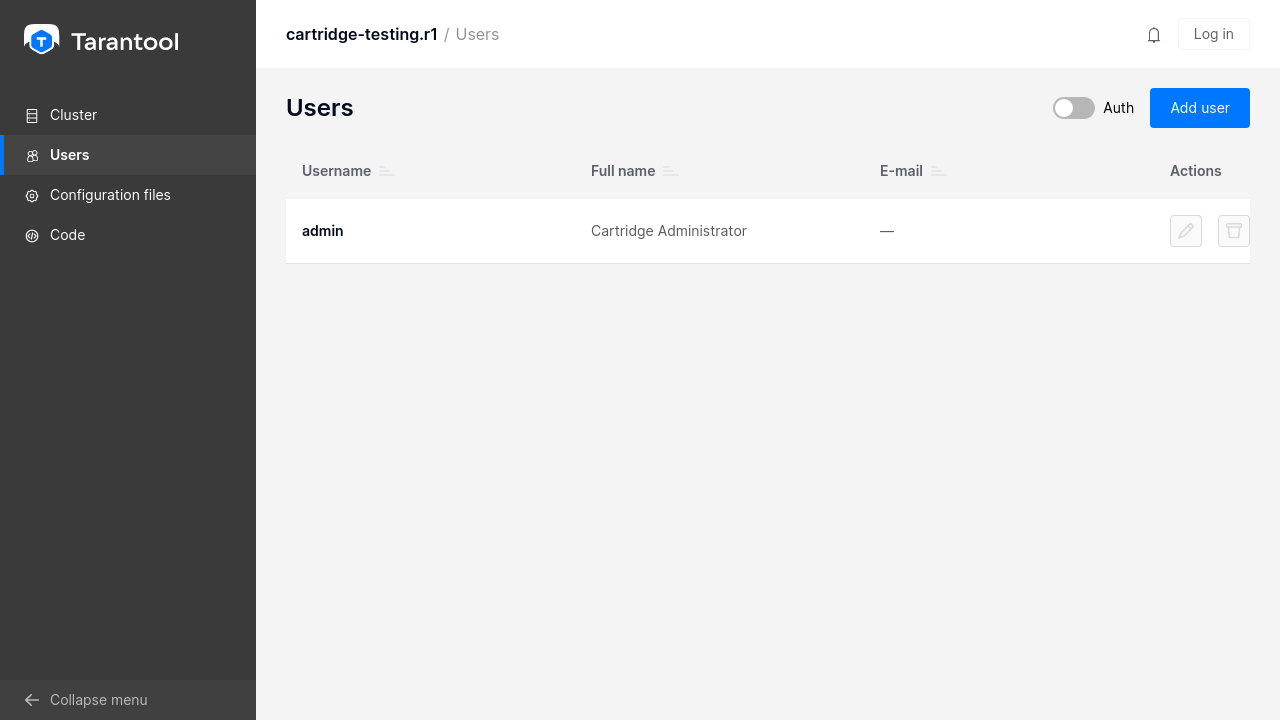 Tarantool
Cluster
Users
Configuration files
Code
Collapse menu
cartridge-testing.r1 / Users
Log in
Users
Auth
Add user
Username Full name E-mail Actions
admin Cartridge Administrator —